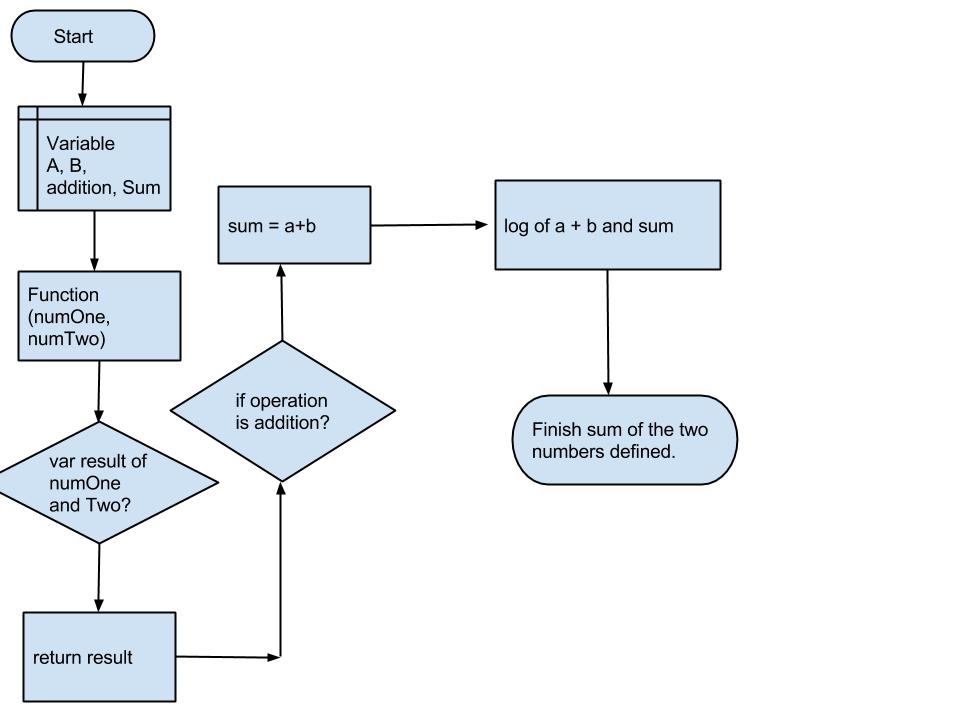 Start
Variable
A, B,
addition, Sum
Function
(numOne,
numTwo)
var result of
numOne
and Two?
return result
if operation
is addition?
sum = a+b
log of a + b and sum
Finish sum of the two
numbers defined.